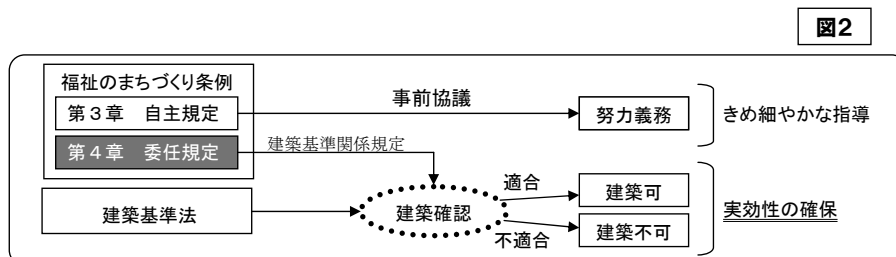 図2
福祉のまちづくり条例
第3章 自主規定
事前協議
努力義務
きめ細やかな指導
第4章 委任規定
建築基準関係規定
建築基準法
建築確認
適合
建築可
不適合
建築不可
実効性の確保